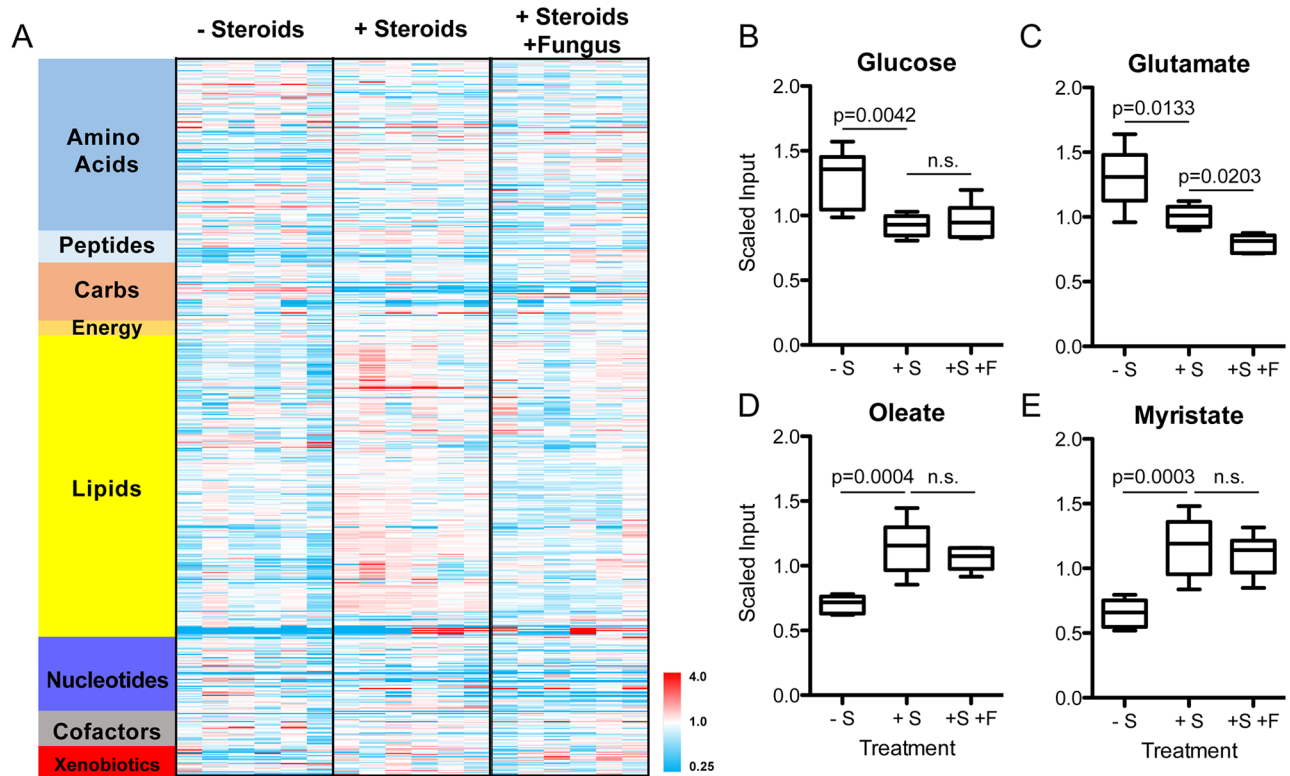 A
- Steroids
+ Steroids
+ Steroids
+Fungus
Amino
Acids
Peptides
Carbs
Energy
Lipids
Nucleotides
Cofactors
Xenobiotics
4.0
1.0
0.25
B
Glucose
2.0
1.5
1.0
0.5
0.0
Scaled Input
p=0.0042
n.s.
- S
+ S
+S +F
C
Glutamate
2.0
1.5
1.0
0.5
0.0
p=0.0133
p=0.0203
- S
+ S
+S +F
D
Oleate
2.0
1.5
1.0
0.5
0.0
Scaled Input
p=0.0004
n.s.
- S
+ S
+S +F
Treatment
E
Myristate
2.0
1.5
1.0
0.5
0.0
p=0.0003
n.s.
- S
+ S
+S +F
Treatment